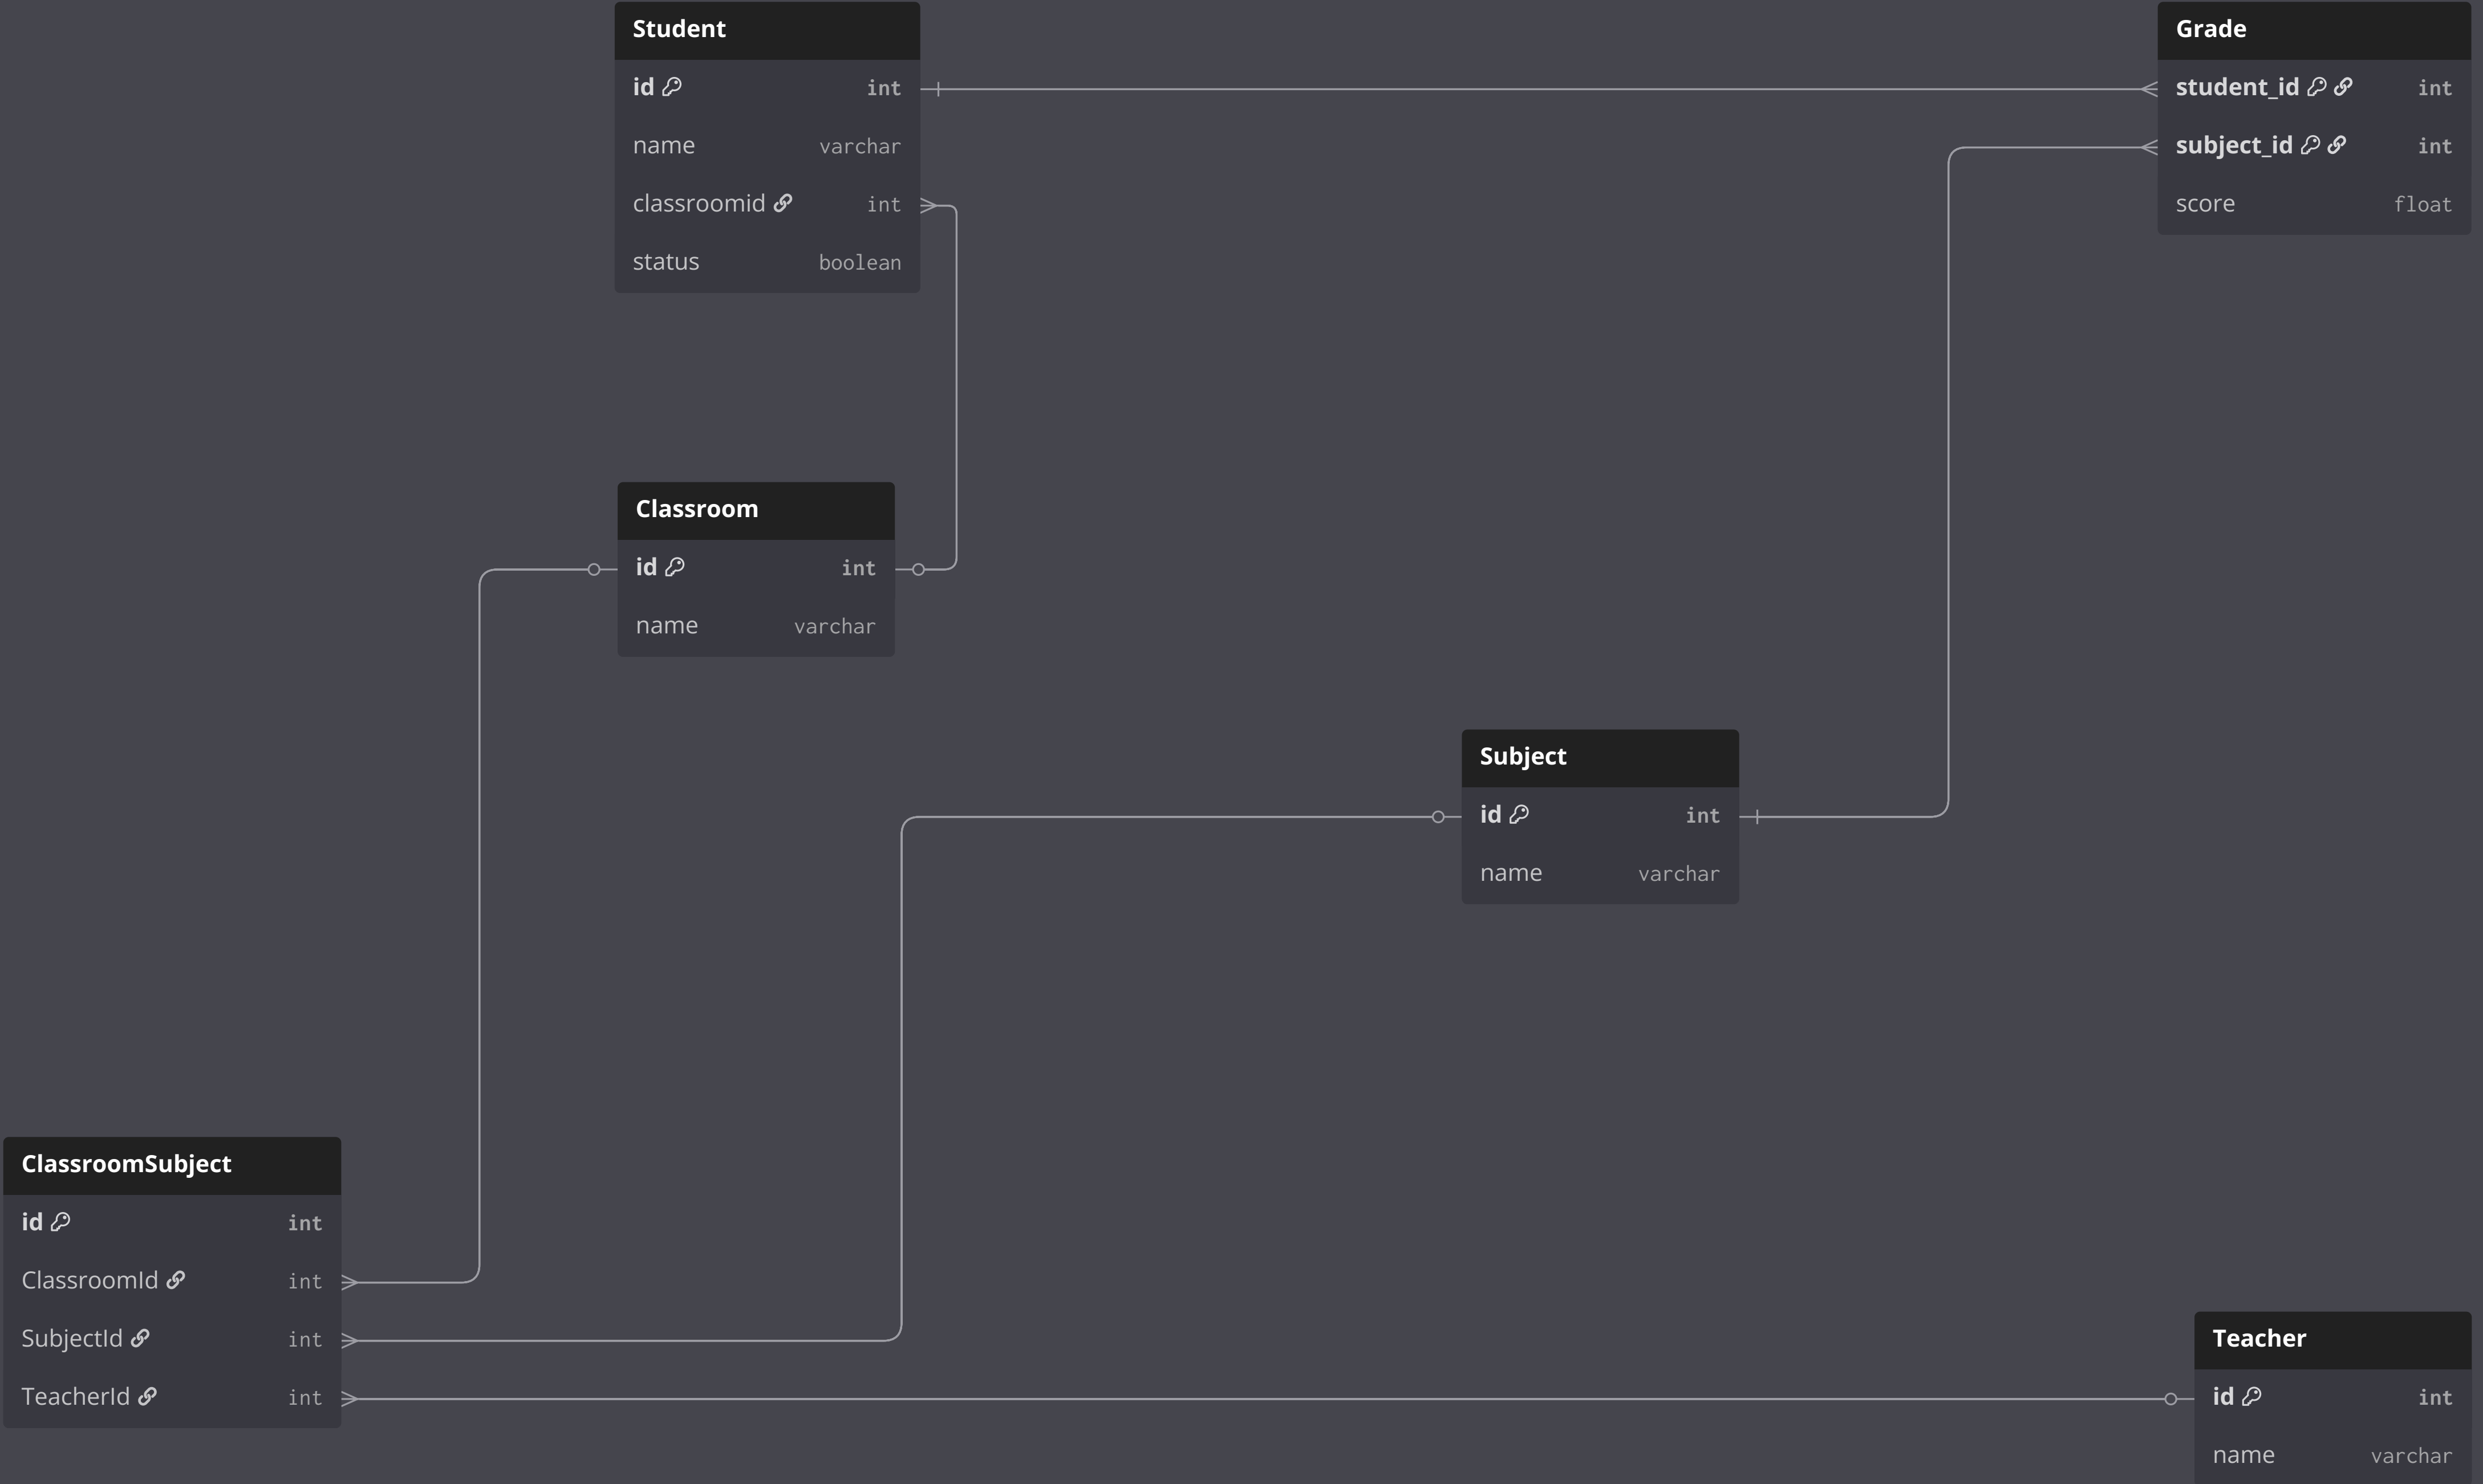 Student
id int
name varchar
classroomid int
status boolean
Grade
student_id int
subject_id int
score float
Classroom
id int
name varchar
Subject
id int
name varchar
ClassroomSubject
id int
ClassroomId int
SubjectId int
TeacherId int
Teacher
id int
name varchar